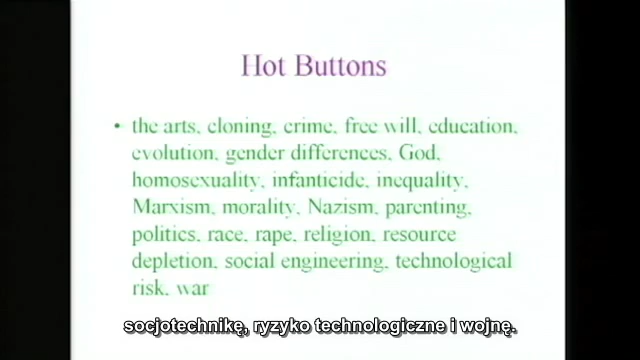 Hot Buttons
• the arts, cloning, crime, free will, education,
evolution, gender differences, God,
homosexuality, infanticide, inequality,
Marxism, morality, Nazism, parenting,
politics, race, rape, religion, resource
depletion, social engineering, technological
risk, war
socjotechnikę, ryzyko technologiczne i wojnę.